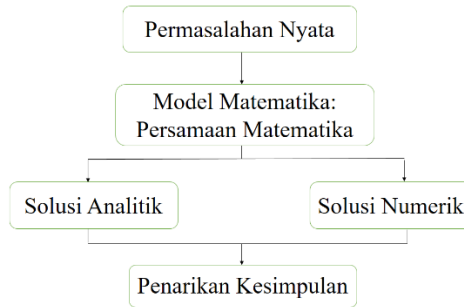 Permasalahan Nyata
Model Matematika:
Persamaan Matematika
Solusi Analitik
Solusi Numerik
Penarikan Kesimpulan